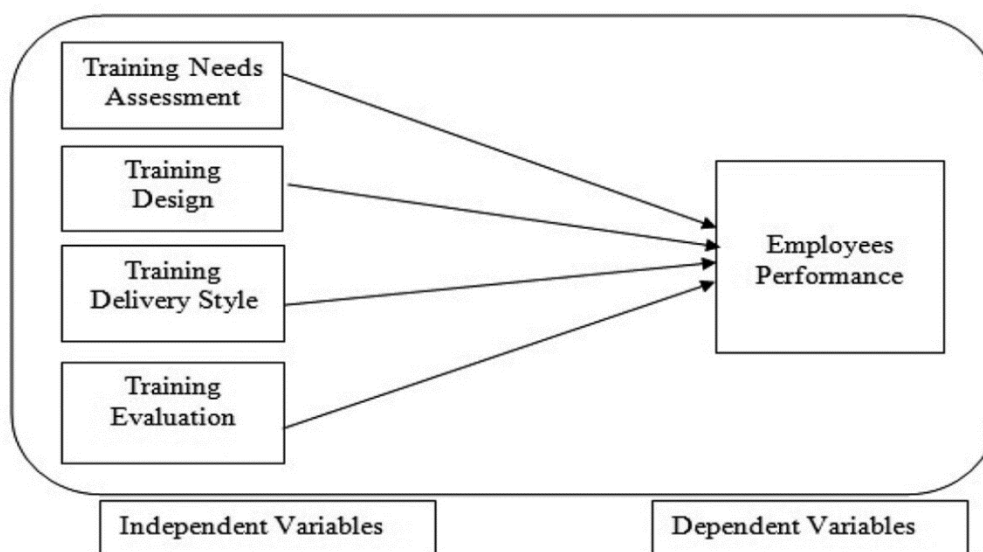 Training Needs
Assessment
Training
Design
Training
Delivery Style
Training
Evaluation
Employees
Performance
Independent Variables
Dependent Variables